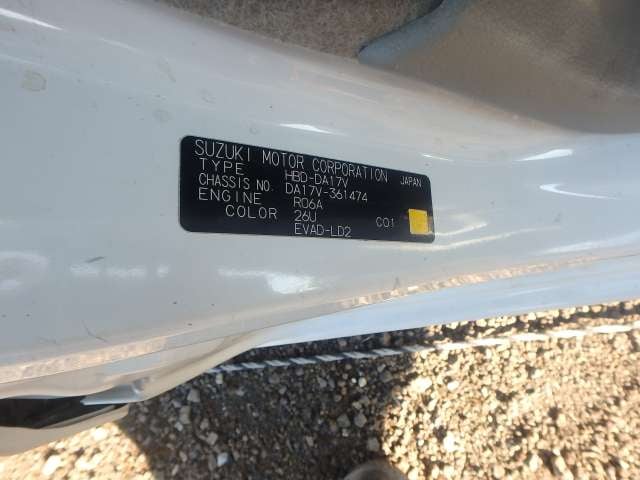 SUZUKI MOTOR CORPORATION JAPAN
TYPE HBD-DA17V
CHASSIS NO. DA17V-361474
ENGINE R06A
COLOR 26U C01
EVAD-LD2